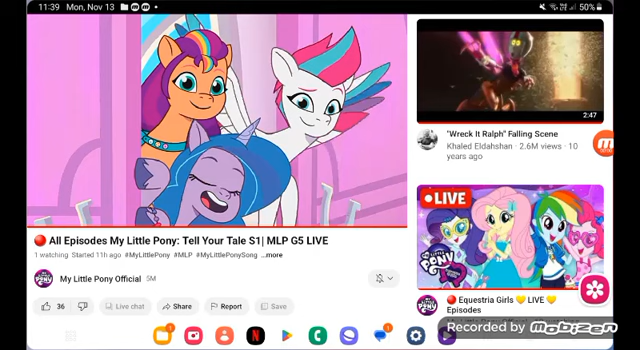 11:39 Mon, Nov 13
50%
2:47
"Wreck It Ralph" Falling Scene
Khaled Eldahshan · 2.6M views · 10
years ago
LIVE
🔴 All Episodes My Little Pony: Tell Your Tale S1| MLP G5 LIVE
1 watching Started 11h ago #MyLittlePony #MLP #MyLittlePonySong ...more
My Little Pony Official 5M
36
Live chat
Share
Report
Save
🔴 Equestria Girls 💛 LIVE 💛
Episodes
Recorded by Mobizen